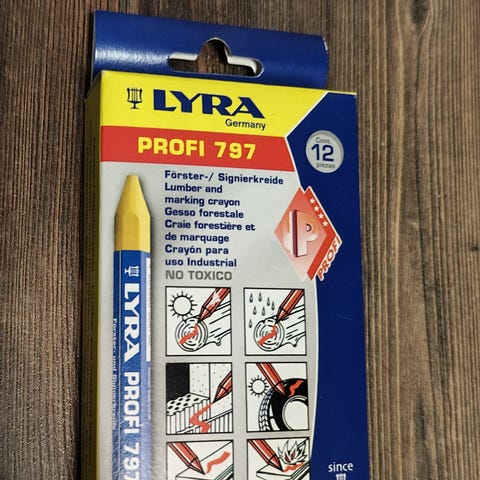 LYRA
Germany
PROFI 797
Cont.
12
piezas
Förster-/ Signierkreide
Lumber and
marking crayon
Gesso forestale
Craie forestière et
de marquage
Crayón para
uso Industrial
NO TOXICO
P
PROFI
LYRA PROFI 797
since